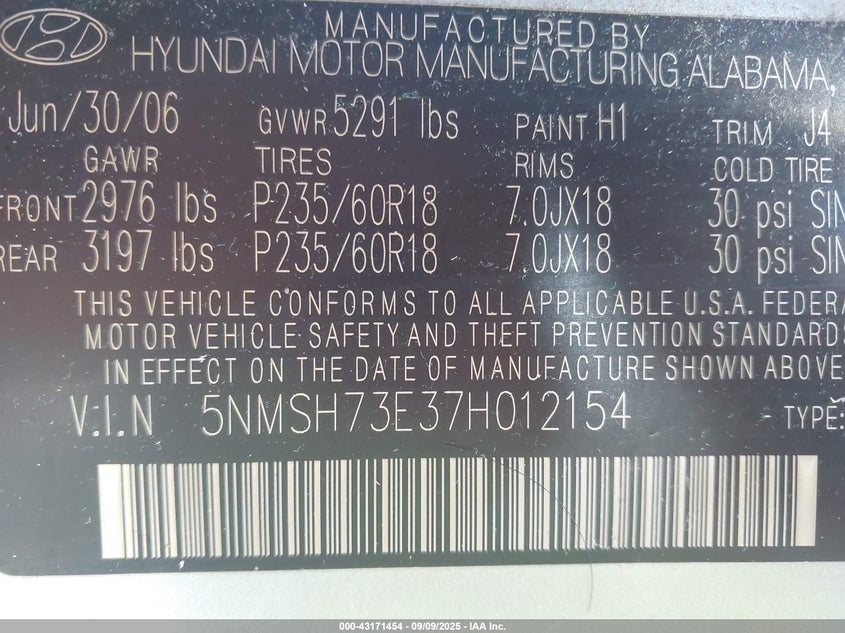 MANUFACTURED BY
HYUNDAI MOTOR MANUFACTURING ALABAMA,
Jun/30/06 GVWR 5291 lbs PAINT H1 TRIM J4
GAWR TIRES RIMS COLD TIRE
FRONT 2976 lbs P235/60R18 7.0JX18 30 psi SIN
REAR 3197 lbs P235/60R18 7.0JX18 30 psi SIN
THIS VEHICLE CONFORMS TO ALL APPLICABLE U.S.A. FEDERA
MOTOR VEHICLE SAFETY AND THEFT PREVENTION STANDARDS
IN EFFECT ON THE DATE OF MANUFACTURE SHOWN ABOVE
V.I.N 5NMSH73E37H012154 TYPE:
000-43171454 - 09/09/2025 - IAA Inc.